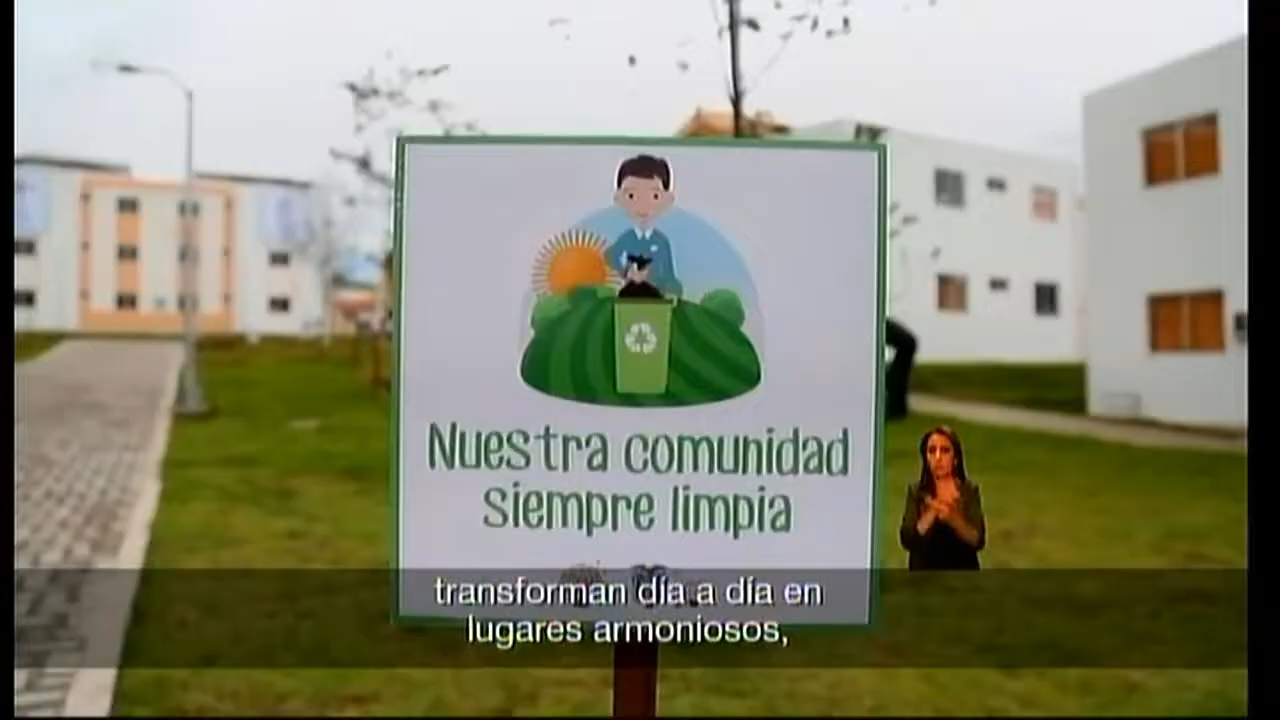 Nuestra comunidad
siempre limpia
transforman día a día en
lugares armoniosos,